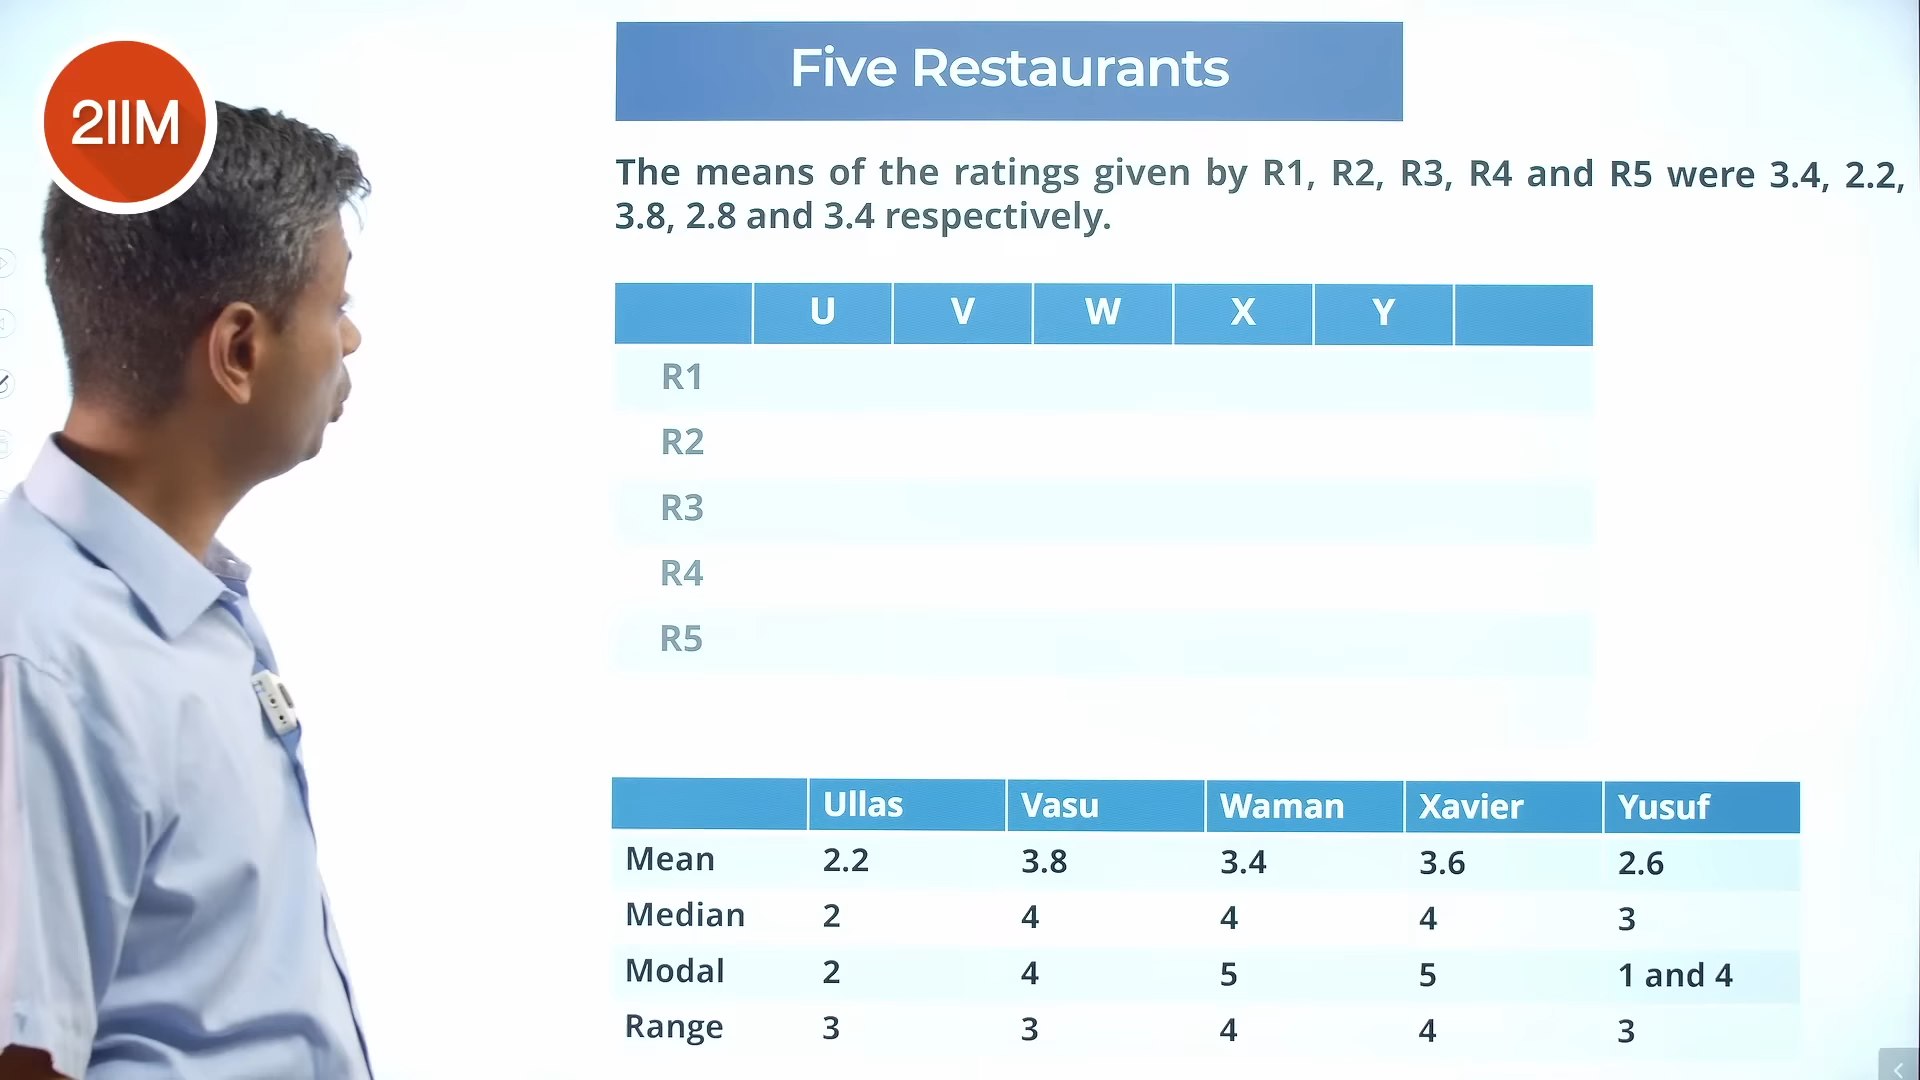 2IIM
Five Restaurants
The means of the ratings given by R1, R2, R3, R4 and R5 were 3.4, 2.2,
3.8, 2.8 and 3.4 respectively.
U V W X Y
R1
R2
R3
R4
R5
Ullas Vasu Waman Xavier Yusuf
Mean 2.2 3.8 3.4 3.6 2.6
Median 2 4 4 4 3
Modal 2 4 5 5 1 and 4
Range 3 3 4 4 3